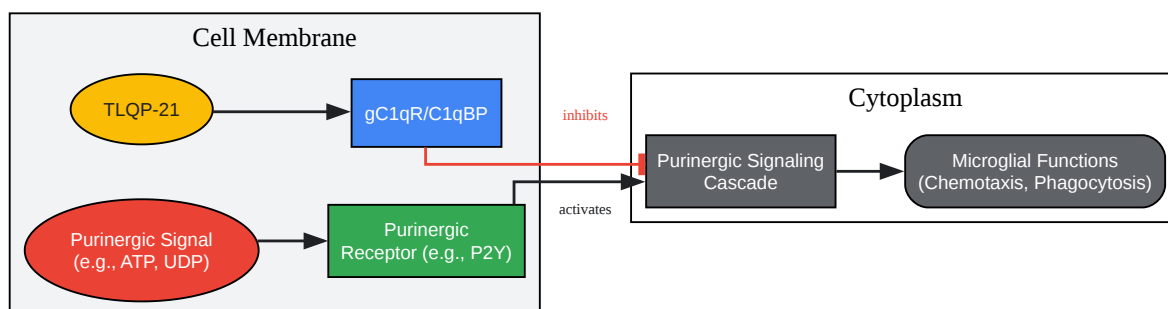 Cell Membrane
TLQP-21
gC1qR/C1qBP
inhibits
Purinergic Signal
(e.g., ATP, UDP)
Purinergic
Receptor (e.g., P2Y)
activates
Cytoplasm
Purinergic Signaling
Cascade
Microglial Functions
(Chemotaxis, Phagocytosis)